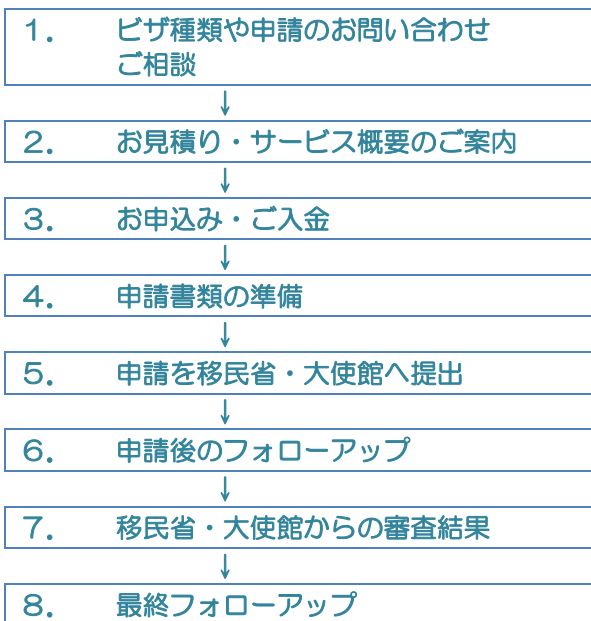 １． ビザ種類や申請のお問い合わせ
ご相談
↓
２． お見積り・サービス概要のご案内
↓
３． お申込み・ご入金
↓
４． 申請書類の準備
↓
５． 申請を移民省・大使館へ提出
↓
６． 申請後のフォローアップ
↓
７． 移民省・大使館からの審査結果
↓
８． 最終フォローアップ